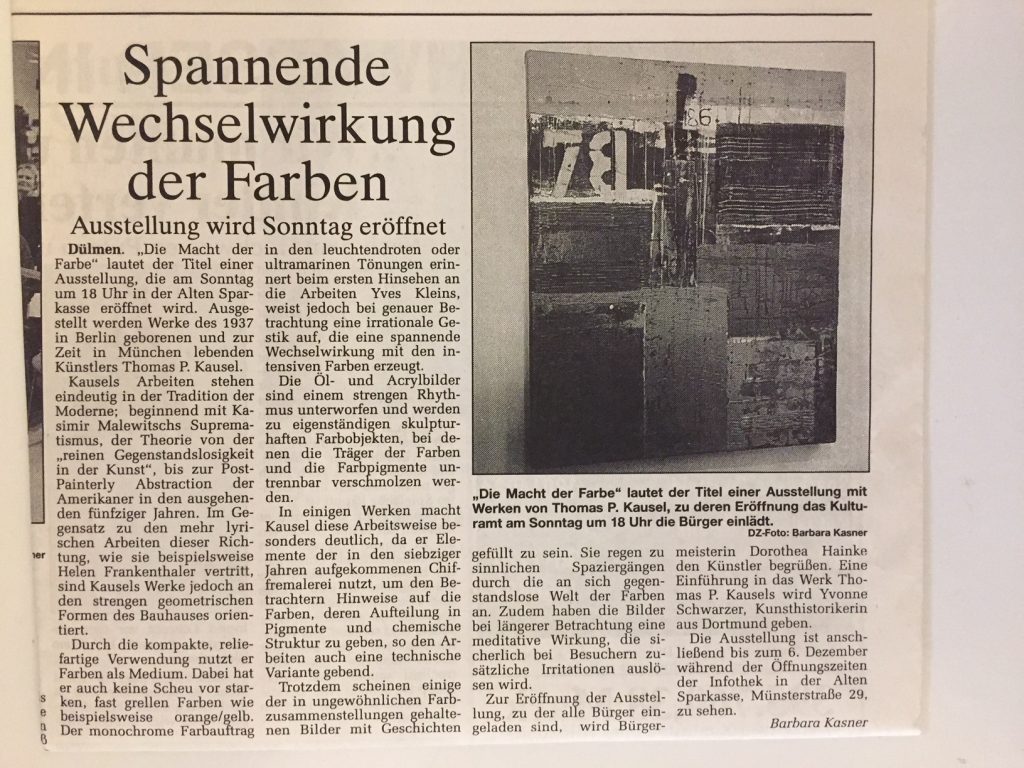 Spannende
Wechselwirkung
der Farben
Ausstellung wird Sonntag eröffnet
Dülmen. „Die Macht der
Farbe“ lautet der Titel einer
Ausstellung, die am Sonntag
um 18 Uhr in der Alten Spar-
kasse eröffnet wird. Ausge-
stellt werden Werke des 1937
in Berlin geborenen und zur
Zeit in München lebenden
Künstlers Thomas P. Kausel.
Kausels Arbeiten stehen
eindeutig in der Tradition der
Moderne; beginnend mit Ka-
simir Malewitschs Suprema-
tismus, der Theorie von der
„reinen Gegenstandslosigkeit
in der Kunst“, bis zur Post-
Painterly Abstraction der
Amerikaner in den ausgehen-
den fünfziger Jahren. Im Ge-
gensatz zu den mehr lyri-
schen Arbeiten dieser Rich-
tung, wie sie beispielsweise
Helen Frankenthaler vertritt,
sind Kausels Werke jedoch an
den strengen geometrischen
Formen des Bauhauses orien-
tiert.
Durch die kompakte, relie-
fartige Verwendung nutzt er
Farben als Medium. Dabei hat
er auch keine Scheu vor star-
ken, fast grellen Farben wie
beispielsweise orange/gelb.
Der monochrome Farbauftrag
in den leuchtendroten oder
ultramarinen Tönungen erin-
nert beim ersten Hinsehen an
die Arbeiten Yves Kleins,
weist jedoch bei genauer Be-
trachtung eine irrationale Ge-
stik auf, die eine spannende
Wechselwirkung mit den in-
tensiven Farben erzeugt.
Die Öl- und Acrylbilder
sind einem strengen Rhyth-
mus unterworfen und werden
zu eigenständigen skulptur-
haften Farbobjekten, bei de-
nen die Träger der Farben
und die Farbpigmente un-
trennbar verschmolzen wer-
den.
In einigen Werken macht
Kausel diese Arbeitsweise be-
sonders deutlich, da er Ele-
mente der in den siebziger
Jahren aufgekommenen Chif-
fremalerei nutzt, um den Be-
trachtern Hinweise auf die
Farben, deren Aufteilung in
Pigmente und chemische
Struktur zu geben, so den Ar-
beiten auch eine technische
Variante gebend.
Trotzdem scheinen einige
der in ungewöhnlichen Farb-
zusammenstellungen gehalte-
nen Bilder mit Geschichten
„Die Macht der Farbe“ lautet der Titel einer Ausstellung mit
Werken von Thomas P. Kausel, zu deren Eröffnung das Kultu-
ramt am Sonntag um 18 Uhr die Bürger einlädt.
DZ-Foto: Barbara Kasner
gefüllt zu sein. Sie regen zu
sinnlichen Spaziergängen
durch die an sich gegen-
standslose Welt der Farben
an. Zudem haben die Bilder
bei längerer Betrachtung eine
meditative Wirkung, die si-
cherlich bei Besuchern zu-
sätzliche Irritationen auslö-
sen wird.
Zur Eröffnung der Ausstel-
lung, zu der alle Bürger ein-
geladen sind, wird Bürger-
meisterin Dorothea Hainke
den Künstler begrüßen. Eine
Einführung in das Werk Tho-
mas P. Kausels wird Yvonne
Schwarzer, Kunsthistorikerin
aus Dortmund geben.
Die Ausstellung ist ansch-
ließend bis zum 6. Dezember
während der Öffnungszeiten
der Infothek in der Alten
Sparkasse, Münsterstraße 29,
zu sehen.
Barbara Kasner